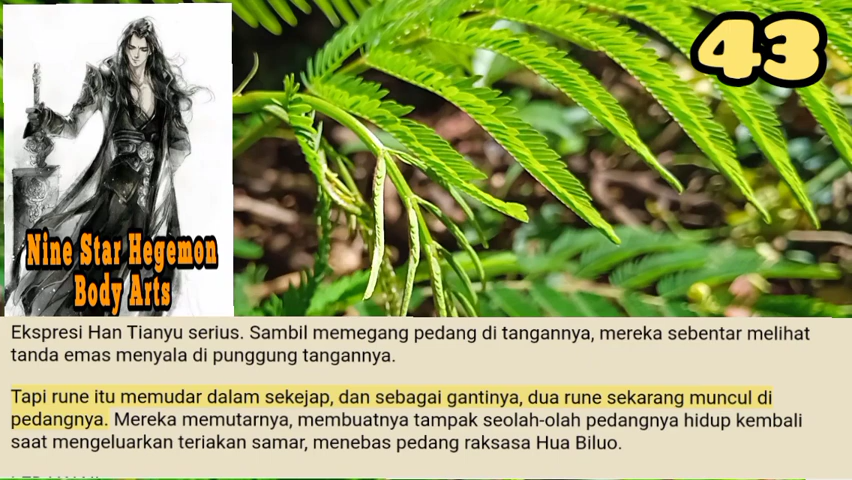 43
Nine Star Hegemon
Body Arts
Ekspresi Han Tianyu serius. Sambil memegang pedang di tangannya, mereka sebentar melihat
tanda emas menyala di punggung tangannya.
Tapi rune itu memudar dalam sekejap, dan sebagai gantinya, dua rune sekarang muncul di
pedangnya. Mereka memutarnya, membuatnya tampak seolah-olah pedangnya hidup kembali
saat mengeluarkan teriakan samar, menebas pedang raksasa Hua Biluo.